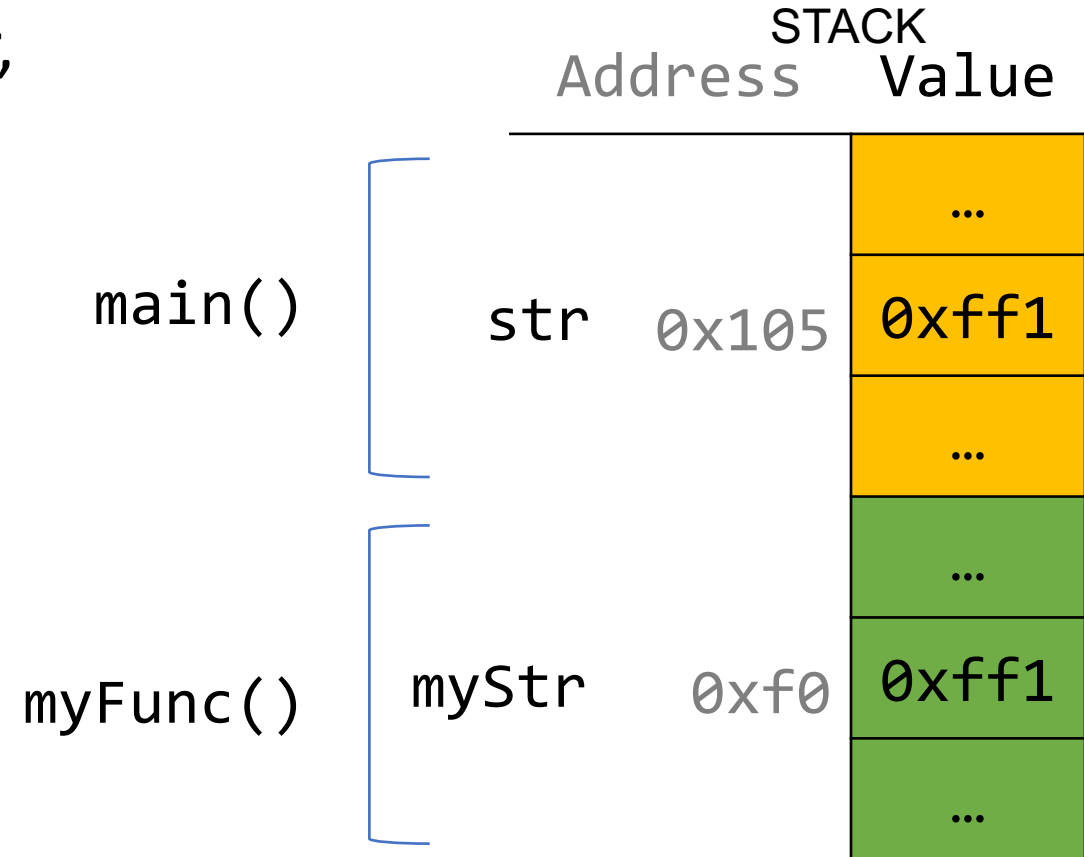 ;
STACK
Address Value
…
main() str 0x105 0xff1
…
…
myFunc() myStr 0xf0 0xff1
…